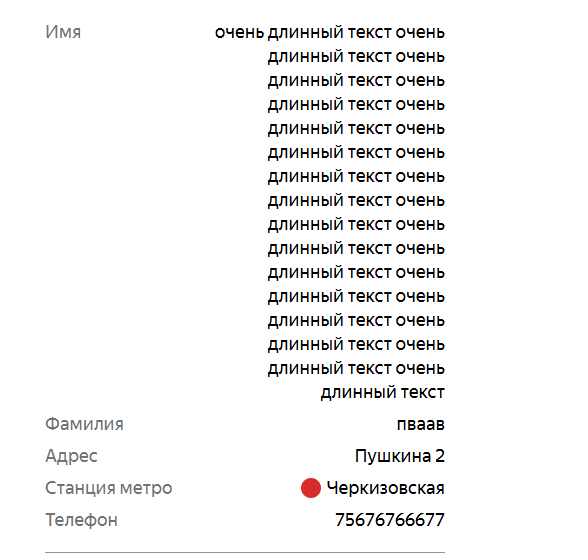 Имя очень длинный текст очень
длинный текст очень
длинный текст очень
длинный текст очень
длинный текст очень
длинный текст очень
длинный текст очень
длинный текст очень
длинный текст очень
длинный текст очень
длинный текст очень
длинный текст очень
длинный текст очень
длинный текст очень
длинный текст очень
длинный текст
Фамилия пваав
Адрес Пушкина 2
Станция метро Черкизовская
Телефон 75676766677